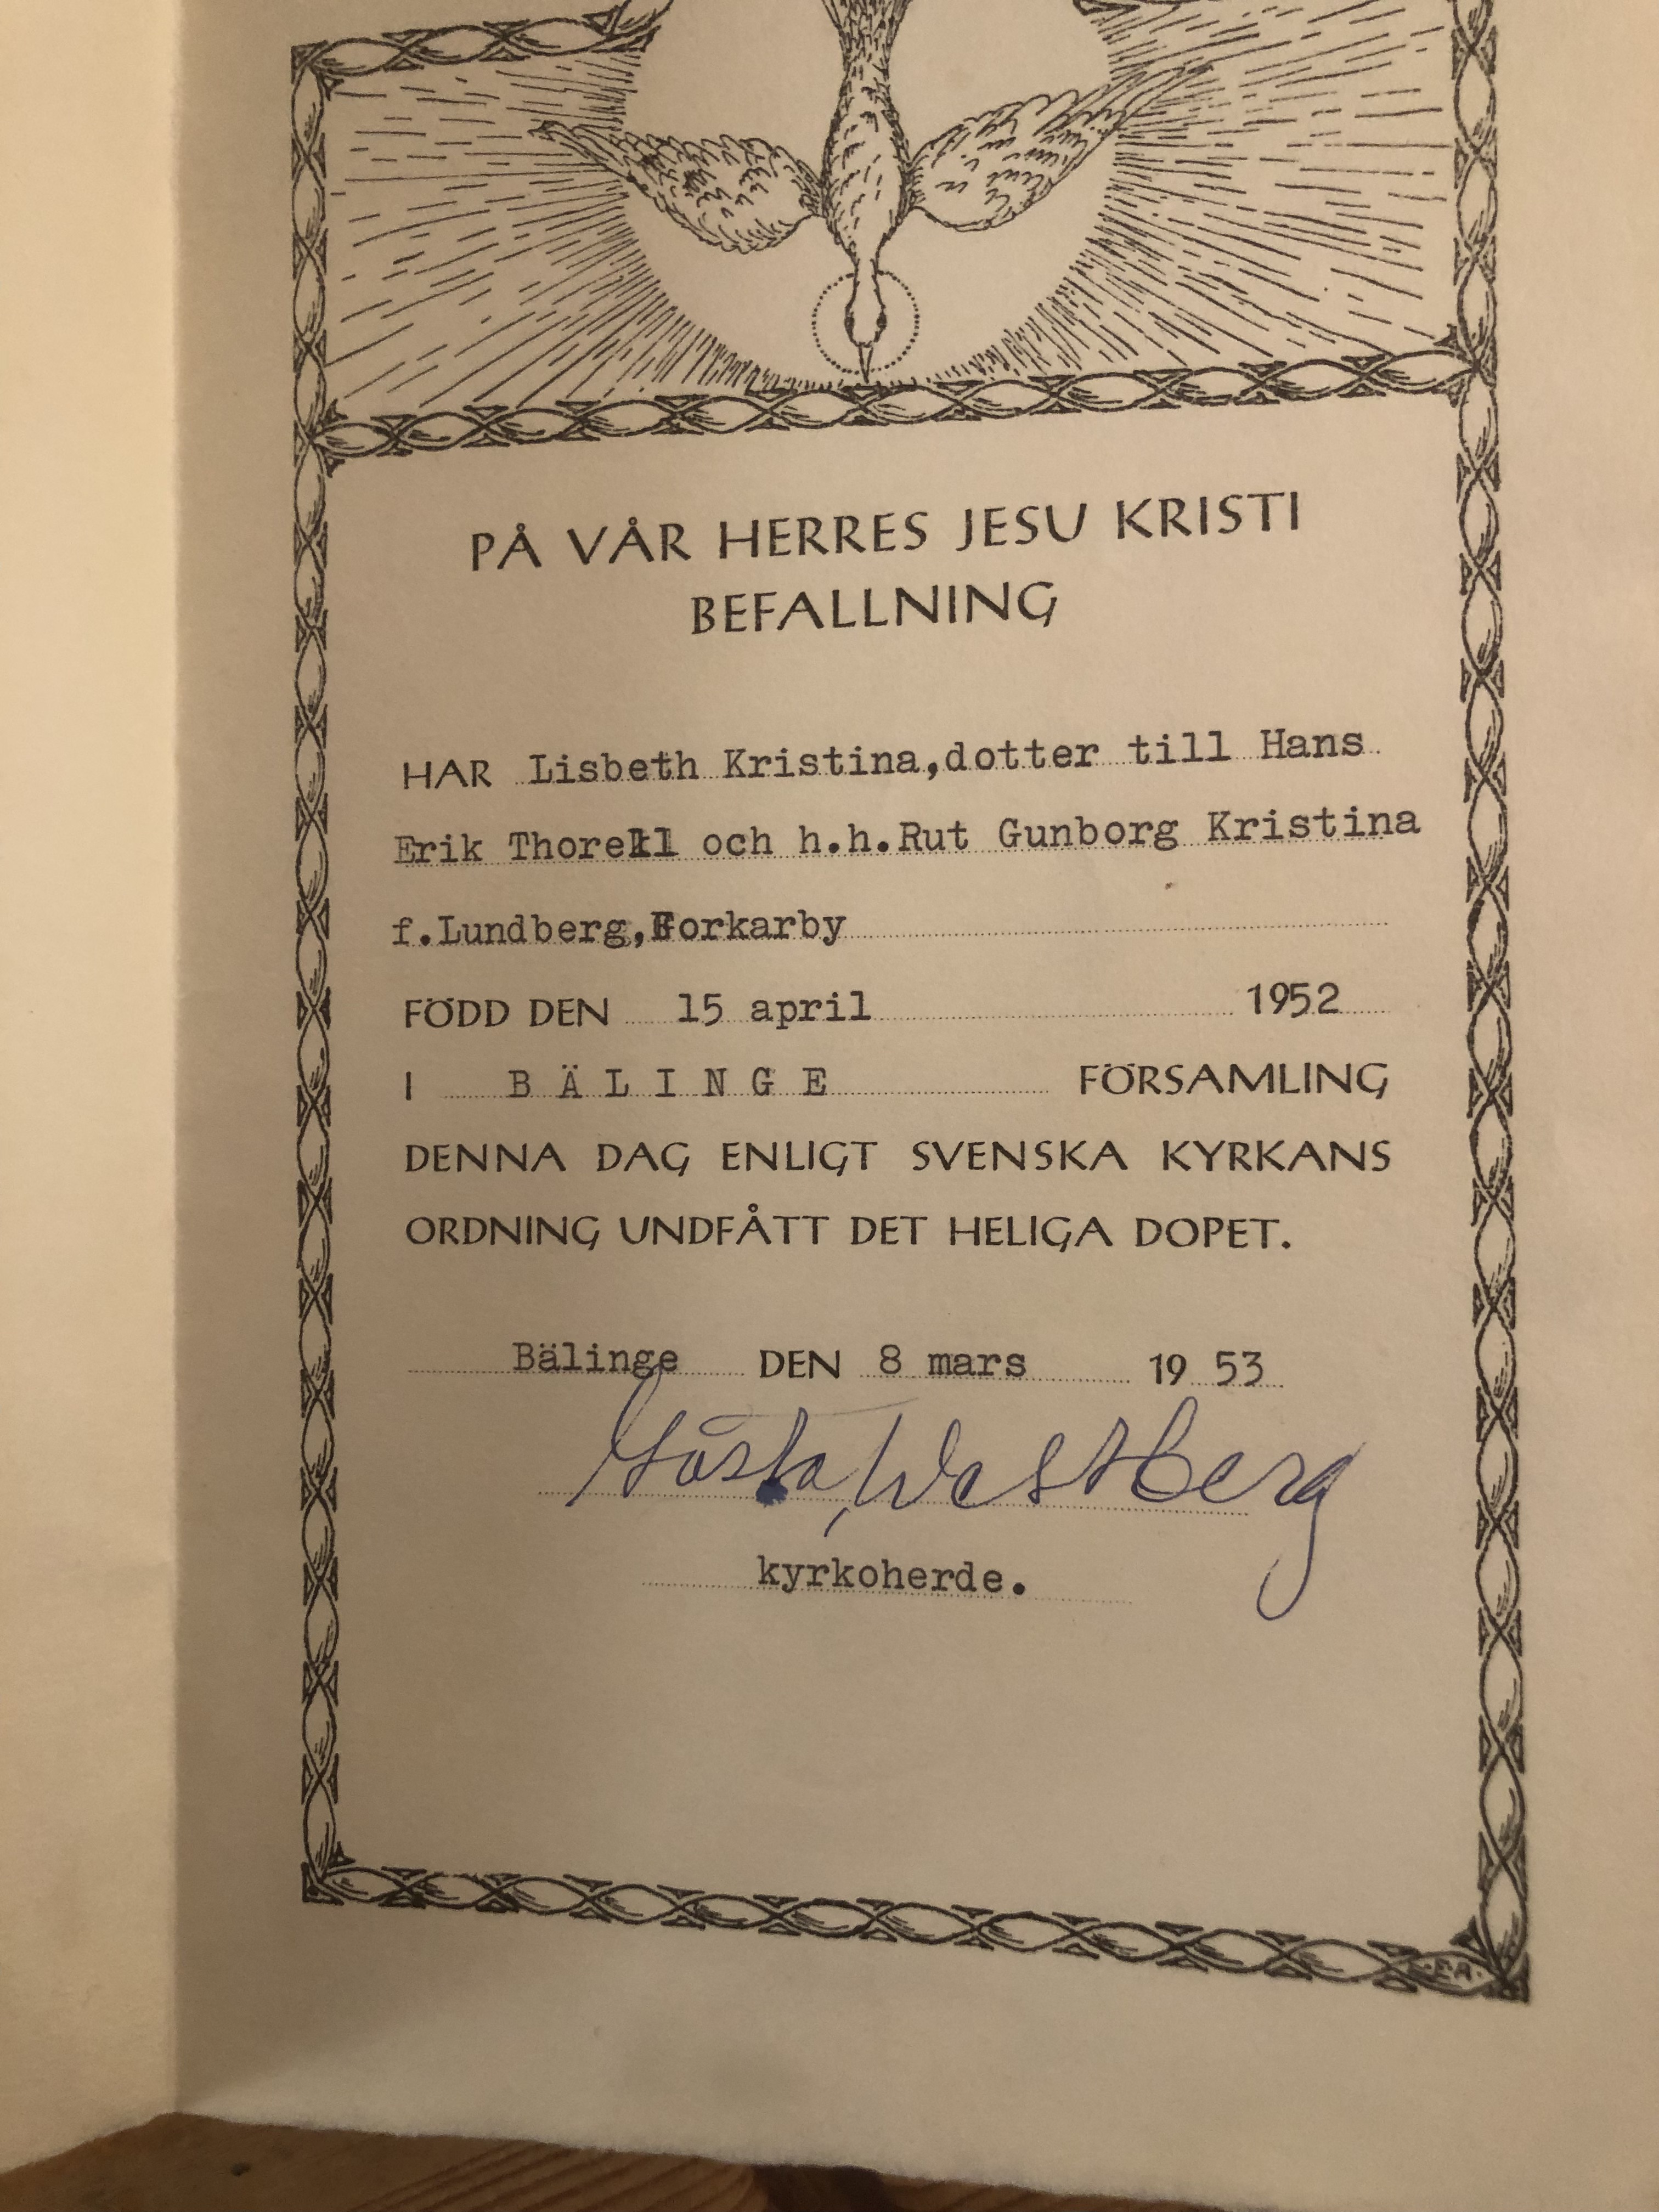 PÅ VÅR HERRES JESU KRISTI
BEFALLNING
HAR Lisbeth Kristina, dotter till Hans
Erik Thorell och h.h. Rut Gunborg Kristina
f. Lundberg, Forkarby
FÖDD DEN 15 april 1952
I BÄLINGE FÖRSAMLING
DENNA DAG ENLIGT SVENSKA KYRKANS
ORDNING UNDFÅTT DET HELIGA DOPET.
Bälinge DEN 8 mars 1953
Gösta Westberg
kyrkoherde.
E.A.